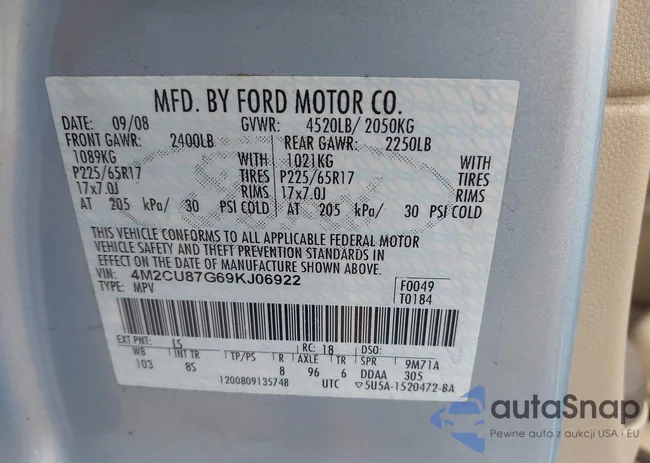 MFD. BY FORD MOTOR CO.
DATE: 09/08 GVWR: 4520LB/ 2050KG
FRONT GAWR: 2400LB REAR GAWR: 2250LB
1089KG WITH 1021KG WITH
P225/65R17 TIRES P225/65R17 TIRES
17x7.0J RIMS 17x7.0J RIMS
AT 205 kPa/ 30 PSI COLD AT 205 kPa/ 30 PSI COLD
THIS VEHICLE CONFORMS TO ALL APPLICABLE FEDERAL MOTOR
VEHICLE SAFETY AND THEFT PREVENTION STANDARDS IN
EFFECT ON THE DATE OF MANUFACTURE SHOWN ABOVE.
VIN: 4M2CU87G69KJ06922 F0049
TYPE: MPV T0184
EXT PNT: LS RC: 18 DSO:
WB INT TR TP/PS R AXLE TR SPR 9M71A
103 8S 8 96 6 DDAA 305
1200809135748 UTC 5U5A-1520472-BA
autaSnap
Pewne auta z aukcji USA i EU